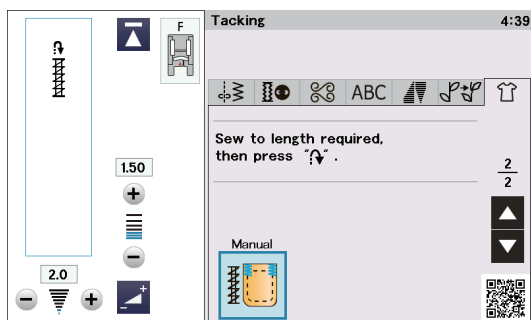 F
Tacking
4:39
ABC
Sew to length required,
then press "↷".
1.50
2
2
Manual
2.0